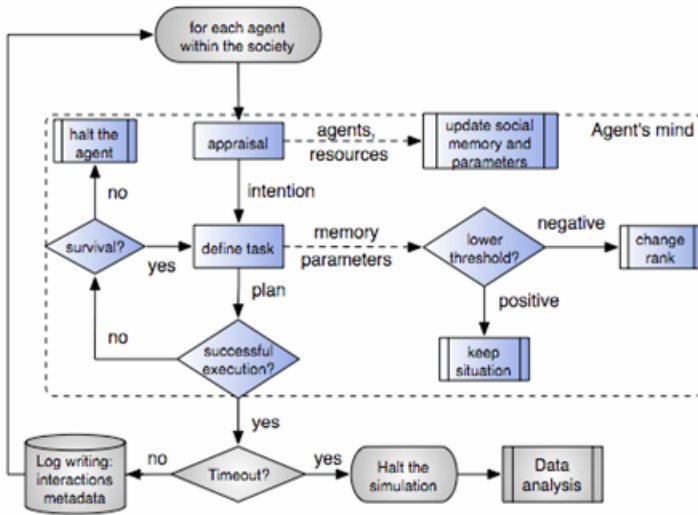 for each agent
within the society
halt the
agent
appraisal
agents,
resources
update social
memory and
parameters
Agent's mind
no
intention
survival?
yes
define task
memory
parameters
lower
threshold?
negative
change
rank
plan
positive
no
successful
execution?
keep
situation
yes
Log writing:
interactions
metadata
no
Timeout?
yes
Halt the
simulation
Data
analysis